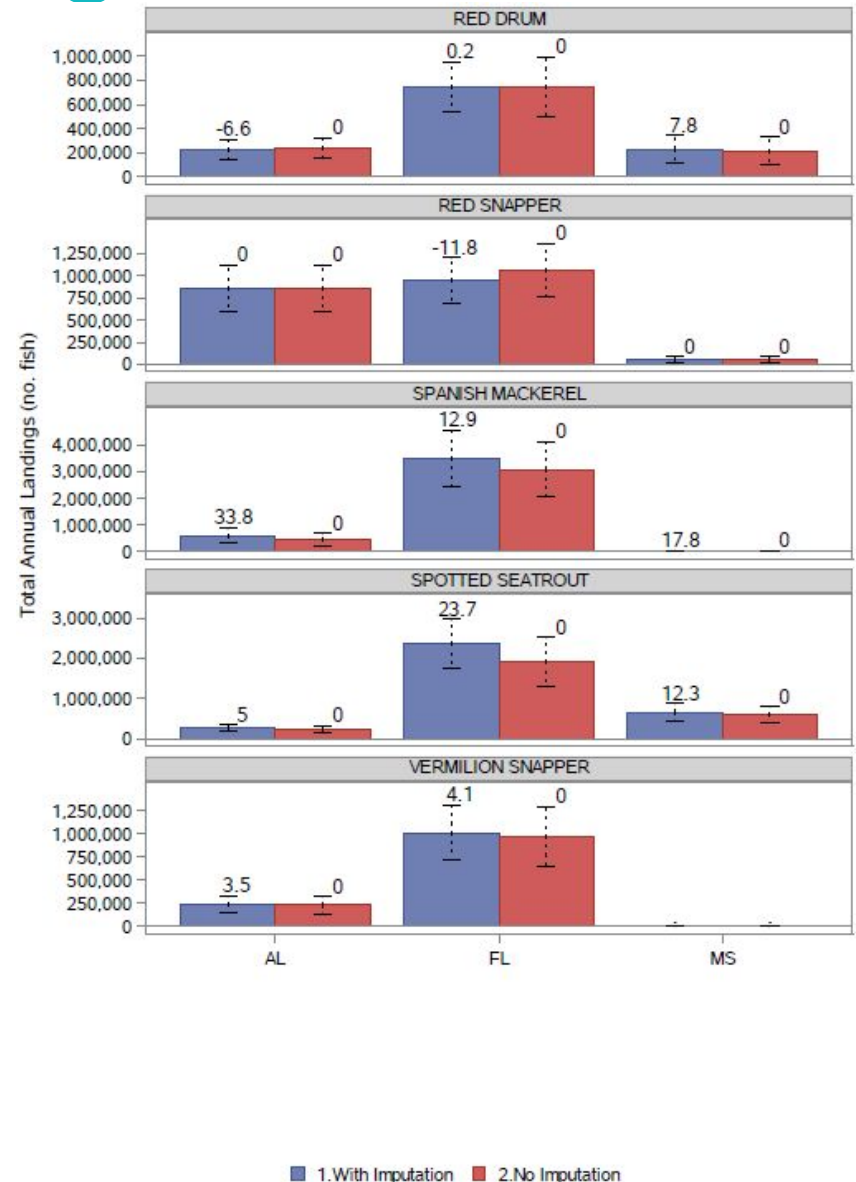 RED DRUM
1,000,000
800,000
600,000
400,000
200,000
0
-6.6 0 0.2 0 7.8 0
RED SNAPPER
1,250,000
1,000,000
750,000
500,000
250,000
0
0 0 -11.8 0 0 0
SPANISH MACKEREL
4,000,000
3,000,000
2,000,000
1,000,000
0
33.8 0 12.9 0 17.8 0
SPOTTED SEATROUT
3,000,000
2,000,000
1,000,000
0
5 0 23.7 0 12.3 0
VERMILION SNAPPER
1,250,000
1,000,000
750,000
500,000
250,000
0
3.5 0 4.1 0 . .
Total Annual Landings (no. fish)
AL FL MS
1.With Imputation 2.No Imputation